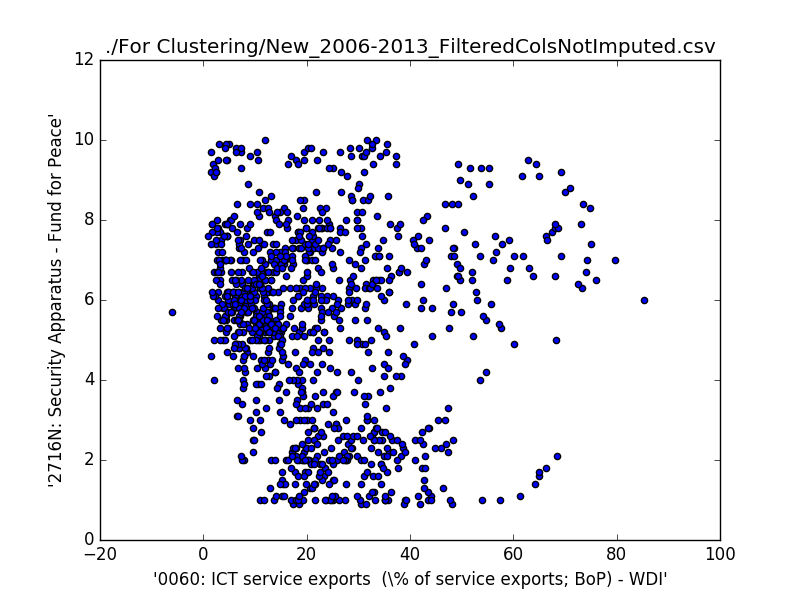 ./For Clustering/New_2006-2013_FilteredColsNotImputed.csv
12
10
8
6
4
2
0
'2716N: Security Apparatus - Fund for Peace'
−20 0 20 40 60 80 100
'0060: ICT service exports  (\% of service exports; BoP) - WDI'